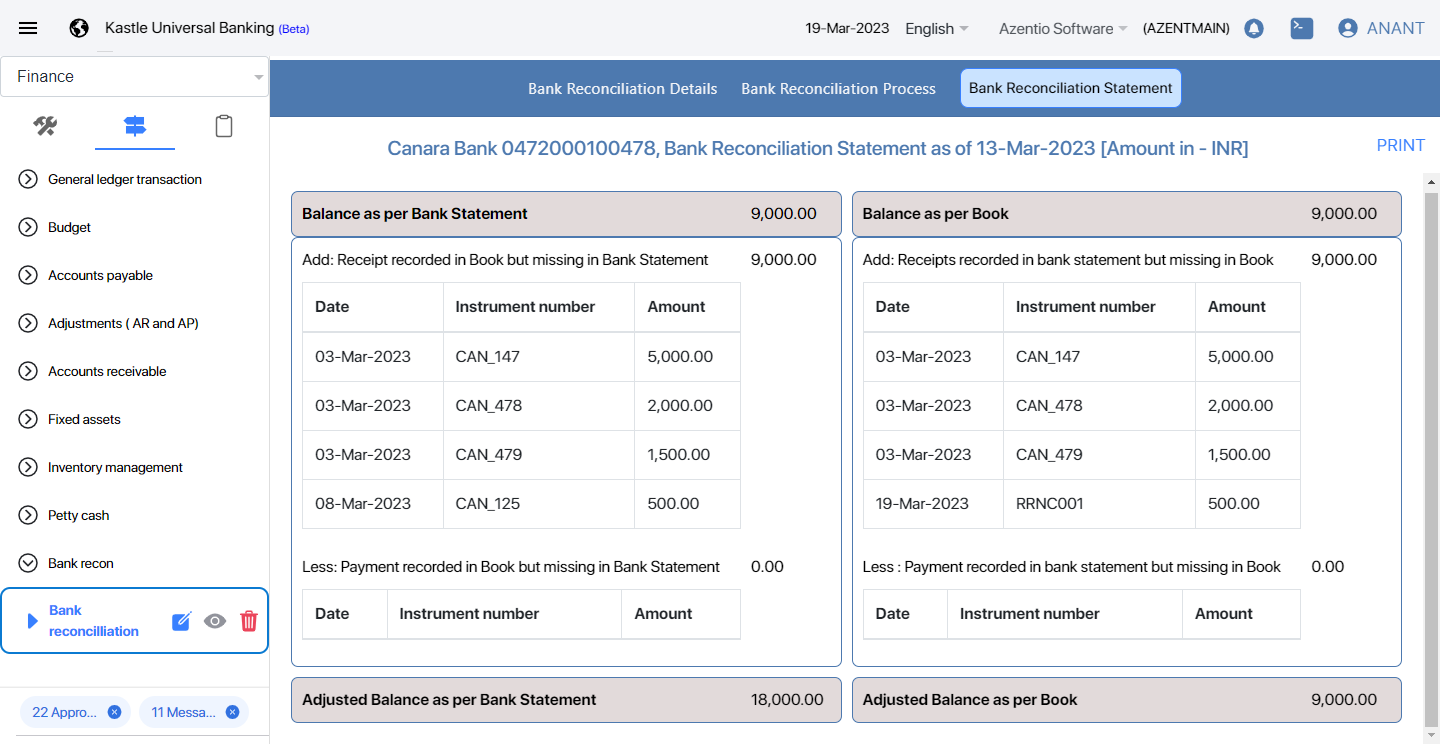 Kastle Universal Banking (Beta) 19-Mar-2023 English Azentio Software (AZENTMAIN) ANANT
Finance
Bank Reconciliation Details Bank Reconciliation Process Bank Reconciliation Statement
General ledger transaction
Budget
Accounts payable
Adjustments ( AR and AP)
Accounts receivable
Fixed assets
Inventory management
Petty cash
Bank recon
Bank
reconcilliation
22 Appro... 11 Messa...
Canara Bank 0472000100478, Bank Reconciliation Statement as of 13-Mar-2023 [Amount in - INR]
PRINT
Balance as per Bank Statement 9,000.00
Add: Receipt recorded in Book but missing in Bank Statement 9,000.00
Date Instrument number Amount
03-Mar-2023 CAN_147 5,000.00
03-Mar-2023 CAN_478 2,000.00
03-Mar-2023 CAN_479 1,500.00
08-Mar-2023 CAN_125 500.00
Less: Payment recorded in Book but missing in Bank Statement 0.00
Date Instrument number Amount
Adjusted Balance as per Bank Statement 18,000.00
Balance as per Book 9,000.00
Add: Receipts recorded in bank statement but missing in Book 9,000.00
Date Instrument number Amount
03-Mar-2023 CAN_147 5,000.00
03-Mar-2023 CAN_478 2,000.00
03-Mar-2023 CAN_479 1,500.00
19-Mar-2023 RRNC001 500.00
Less : Payment recorded in bank statement but missing in Book 0.00
Date Instrument number Amount
Adjusted Balance as per Book 9,000.00